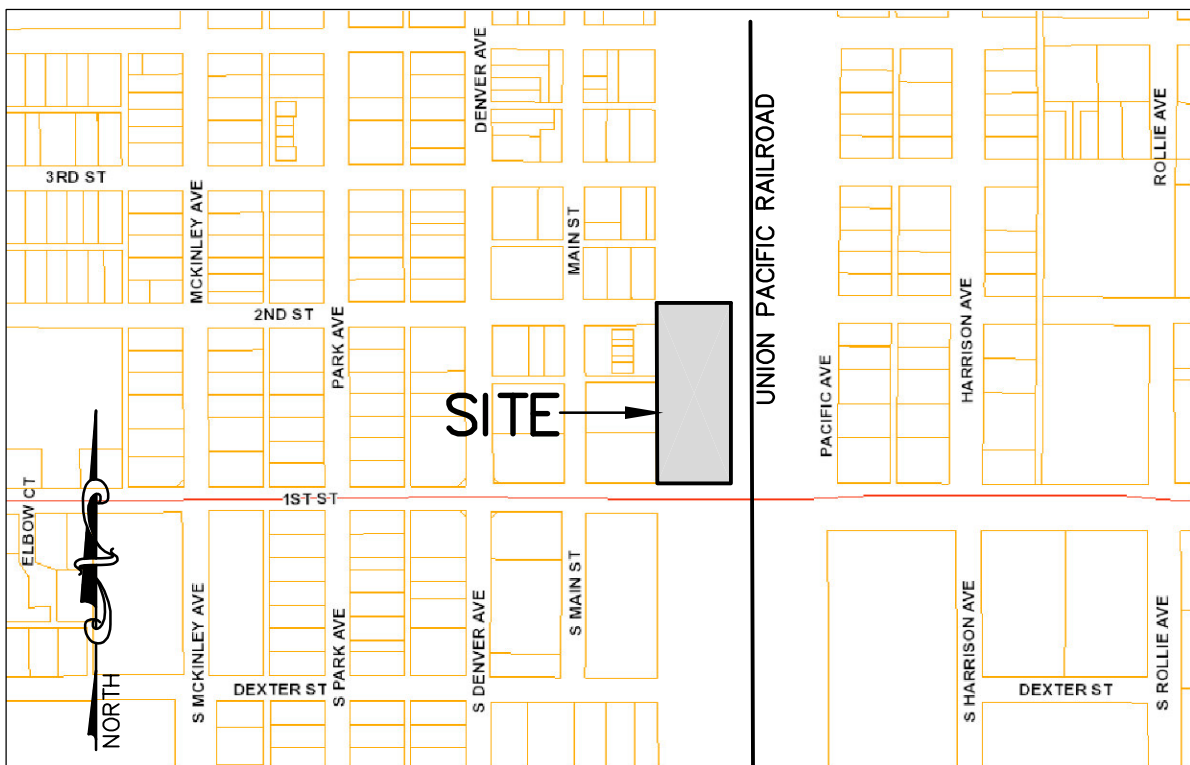 DENVER AVE
UNION PACIFIC RAILROAD
ROLLIE AVE
3RD ST
MCKINLEY AVE
MAIN ST
2ND ST
PARK AVE
HARRISON AVE
PACIFIC AVE
SITE
1ST ST
ELBOW CT
S MCKINLEY AVE
S PARK AVE
S DENVER AVE
S MAIN ST
S HARRISON AVE
S ROLLIE AVE
DEXTER ST
DEXTER ST
NORTH